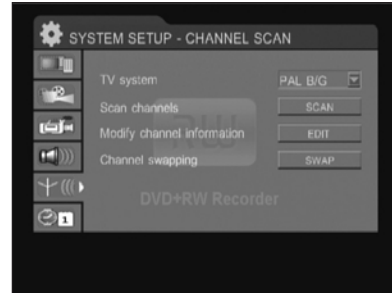 SYSTEM SETUP - CHANNEL SCAN
TV system PAL B/G
Scan channels SCAN
Modify channel information EDIT
Channel swapping SWAP
RW
DVD+RW Recorder
1